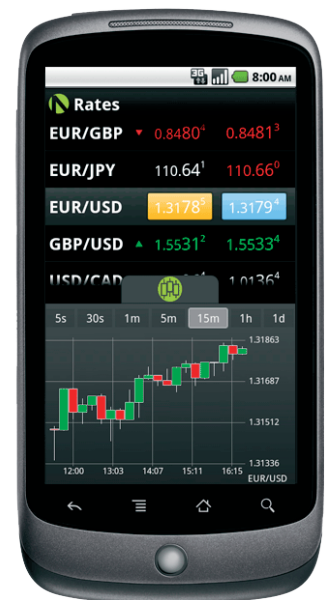 3G 8:00 AM
Rates
EUR/GBP 0.8480⁴ 0.8481³
EUR/JPY 110.64¹ 110.66⁰
EUR/USD 1.3178⁵ 1.3179⁴
GBP/USD 1.5531² 1.5533⁴
USD/CAD 1.0136⁴
5s 30s 1m 5m 15m 1h 1d
1.31863
1.31687
1.31512
1.31336
12:00 13:03 14:07 15:11 16:15
EUR/USD